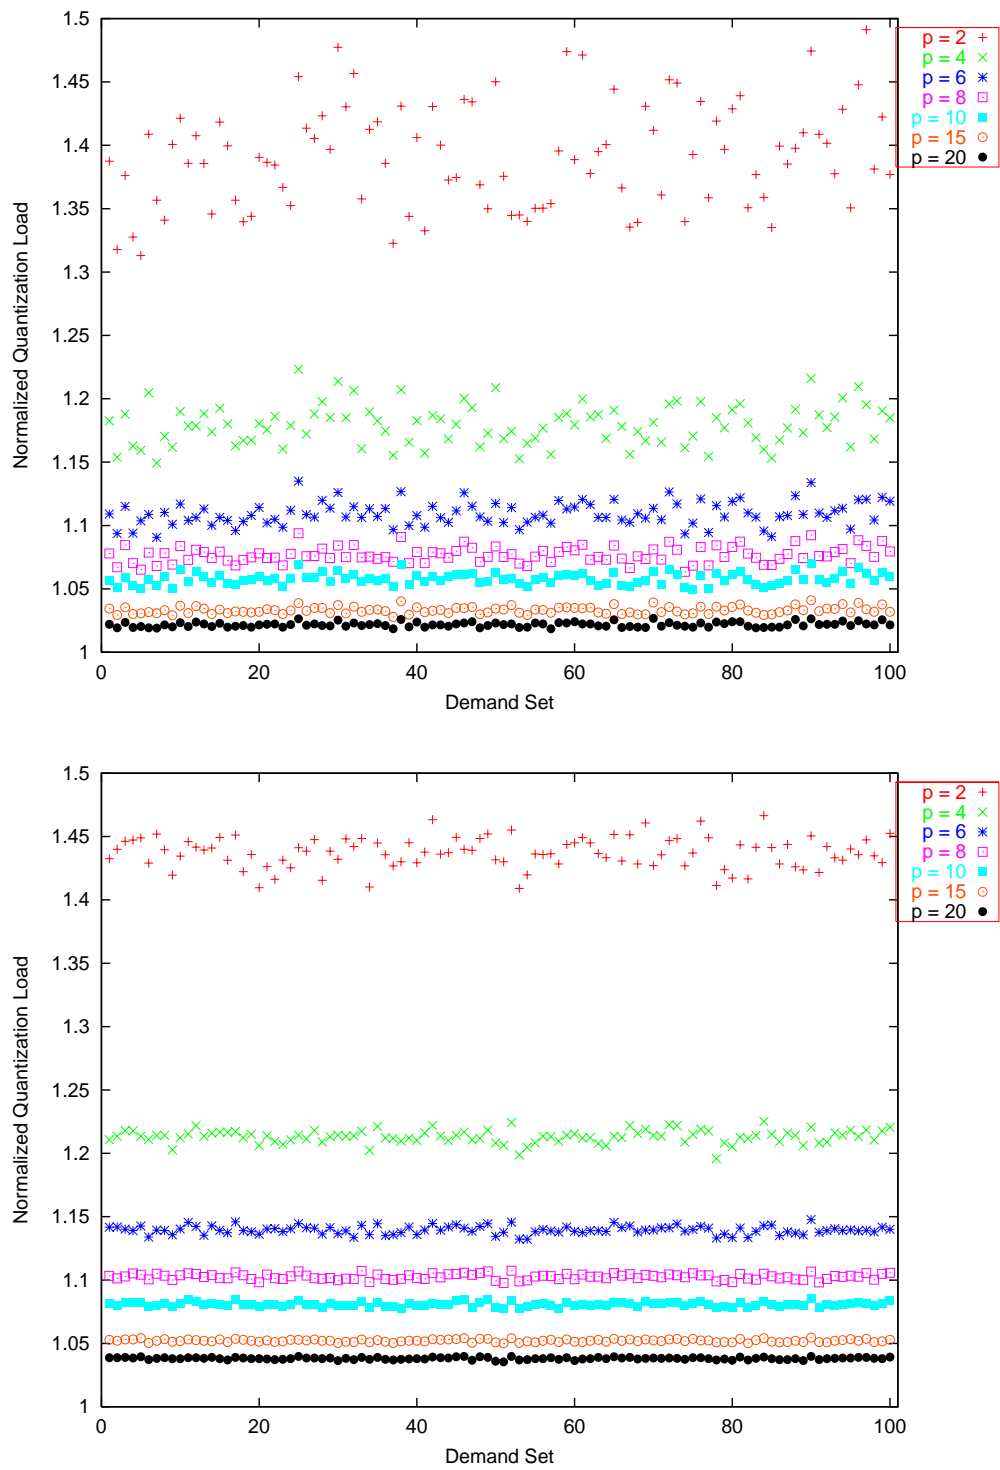 1.5
1.45
1.4
1.35
1.3
1.25
1.2
1.15
1.1
1.05
1
0 20 40 60 80 100
Normalized Quantization Load
Demand Set
p = 2
p = 4
p = 6
p = 8
p = 10
p = 15
p = 20
1.5
1.45
1.4
1.35
1.3
1.25
1.2
1.15
1.1
1.05
1
0 20 40 60 80 100
Normalized Quantization Load
Demand Set
p = 2
p = 4
p = 6
p = 8
p = 10
p = 15
p = 20